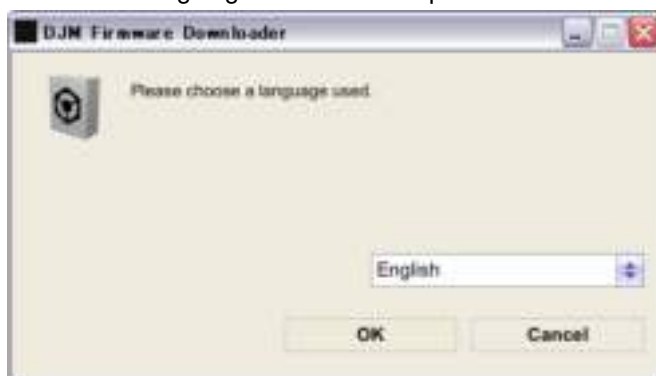 DJM Firmware Downloader
Please choose a language used.
English
OK
Cancel